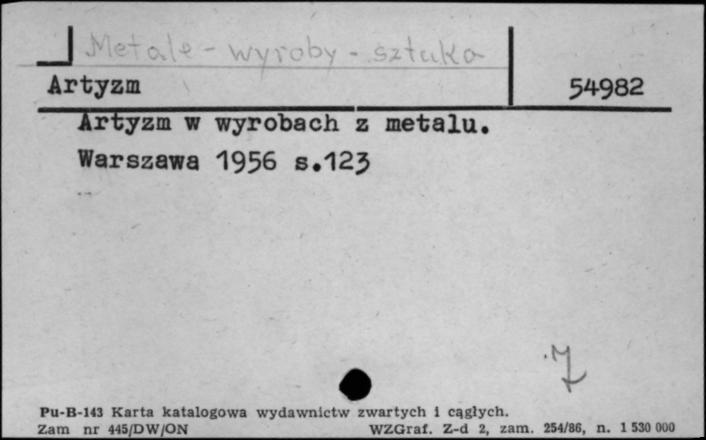 Metale - wyroby - sztuka
Artyzm 54982
Artyzm w wyrobach z metalu.
Warszawa 1956 s.123
Pu-B-143 Karta katalogowa wydawnictw zwartych i cągłych.
Zam nr 445/DW/ON WZGraf. Z-d 2, zam. 254/86, n. 1 530 000